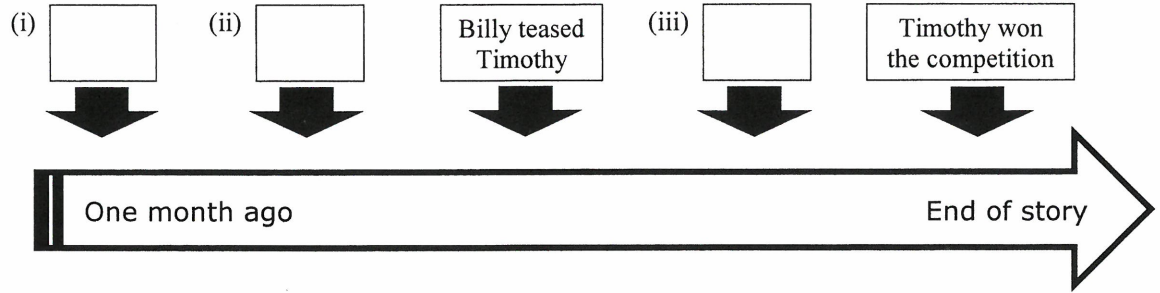 (i)
(ii)
Billy teased
Timothy
(iii)
Timothy won
the competition
One month ago
End of story